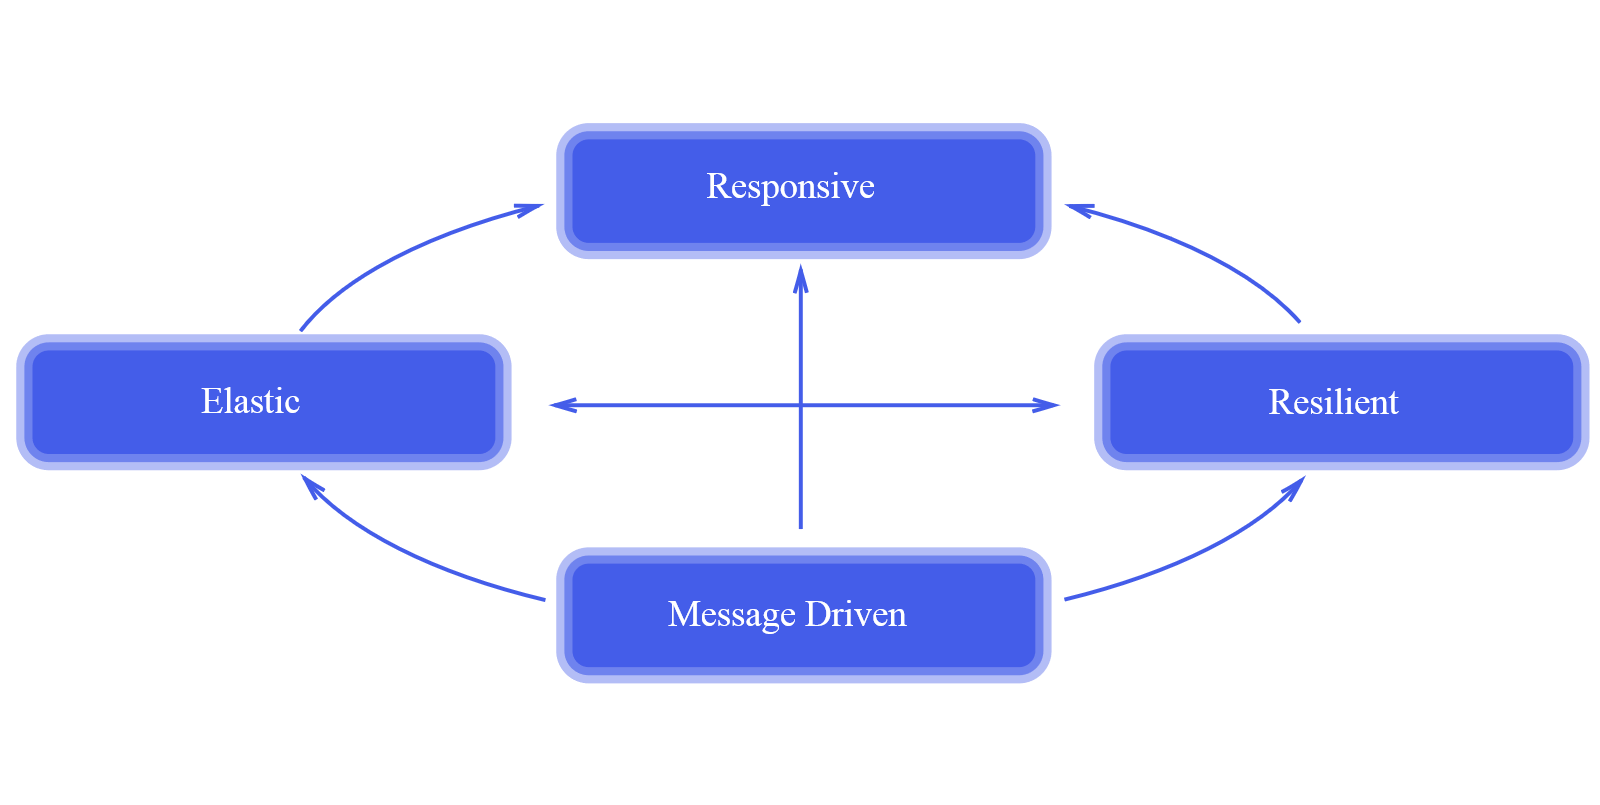 Responsive
Elastic
Resilient
Message Driven